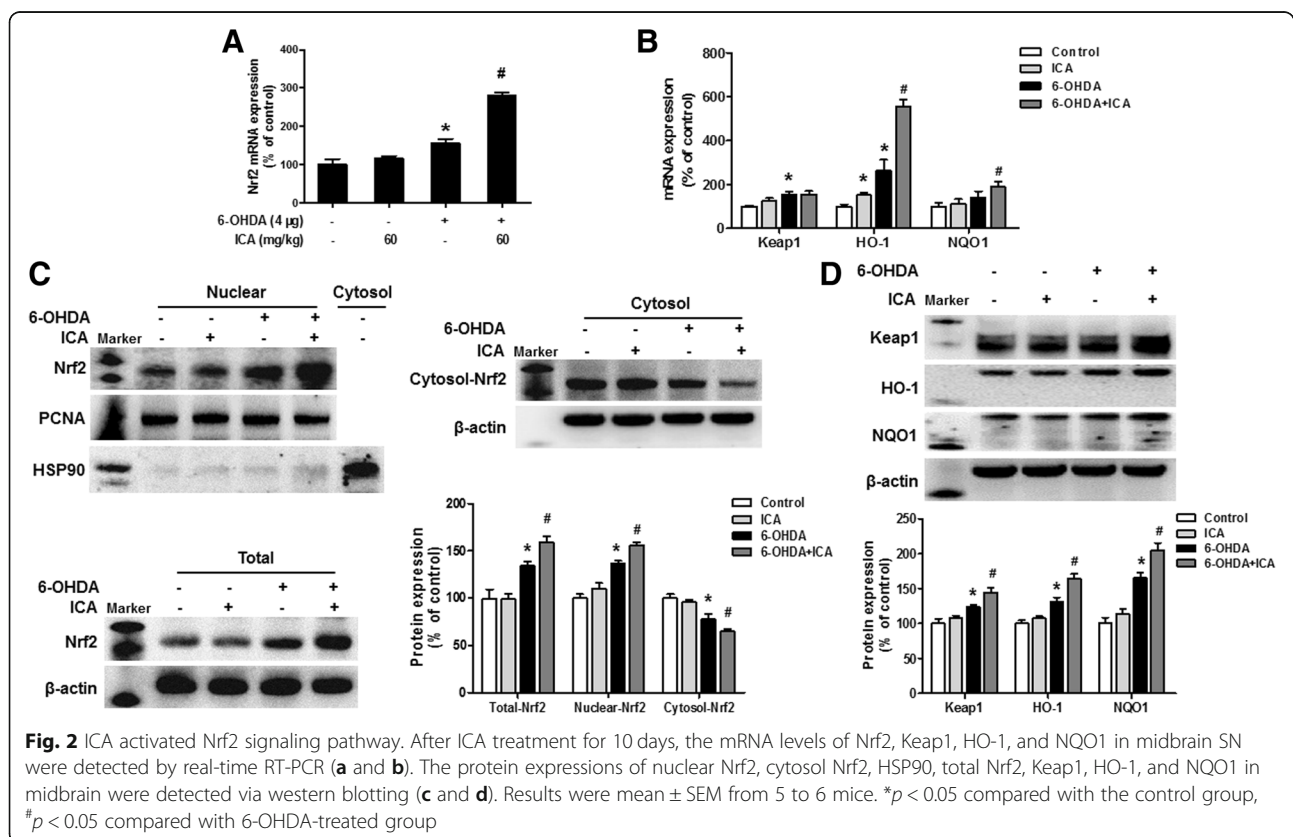 A
400
300
200
100
0
Nrf2 mRNA expression
(% of control)
*
#
6-OHDA (4 µg) - - + +
ICA (mg/kg) - 60 - 60
B
Control
ICA
6-OHDA
6-OHDA+ICA
800
600
400
200
0
mRNA expression
(% of control)
* * * # #
Keap1 HO-1 NQO1
C
Nuclear Cytosol
6-OHDA - - + + -
ICA Marker - + - + -
Nrf2
PCNA
HSP90
Cytosol
6-OHDA - - + +
ICA Marker - + - +
Cytosol-Nrf2
β-actin
Total
6-OHDA - - + +
ICA Marker - + - +
Nrf2
β-actin
Control
ICA
6-OHDA
6-OHDA+ICA
200
150
100
50
0
Protein expression
(% of control)
* # * # * #
Total-Nrf2 Nuclear-Nrf2 Cytosol-Nrf2
D
6-OHDA - - + +
ICA Marker - + - +
Keap1
HO-1
NQO1
β-actin
Control
ICA
6-OHDA
6-OHDA+ICA
250
200
150
100
50
0
Protein expression
(% of control)
* # * # * #
Keap1 HO-1 NQO1
Fig. 2 ICA activated Nrf2 signaling pathway. After ICA treatment for 10 days, the mRNA levels of Nrf2, Keap1, HO-1, and NQO1 in midbrain SN
were detected by real-time RT-PCR (a and b). The protein expressions of nuclear Nrf2, cytosol Nrf2, HSP90, total Nrf2, Keap1, HO-1, and NQO1 in
midbrain were detected via western blotting (c and d). Results were mean ± SEM from 5 to 6 mice. *p < 0.05 compared with the control group,
#p < 0.05 compared with 6-OHDA-treated group